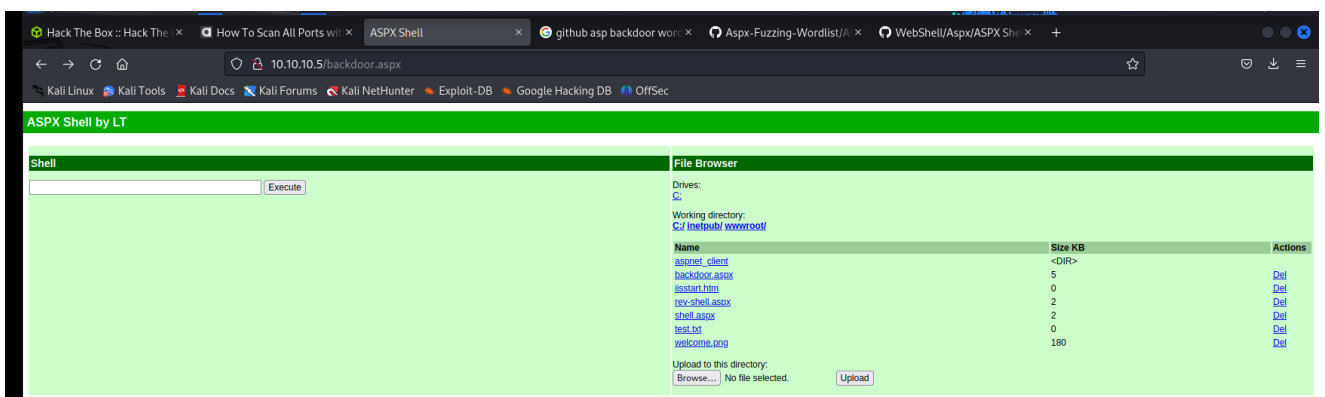 Hack The Box :: Hack The
How To Scan All Ports wit
ASPX Shell
github asp backdoor word
Aspx-Fuzzing-Wordlist/A
WebShell/Aspx/ASPX She
10.10.10.5/backdoor.aspx
Kali Linux
Kali Tools
Kali Docs
Kali Forums
Kali NetHunter
Exploit-DB
Google Hacking DB
OffSec
ASPX Shell by LT
Shell
Execute
File Browser
Drives:
C:
Working directory:
C:/ inetpub/ wwwroot/
Name Size KB Actions
aspnet_client <DIR>
backdoor.aspx 5 Del
iisstart.htm 0 Del
rev-shell.aspx 2 Del
shell.aspx 2 Del
test.txt 0 Del
welcome.png 180 Del
Upload to this directory:
Browse... No file selected. Upload